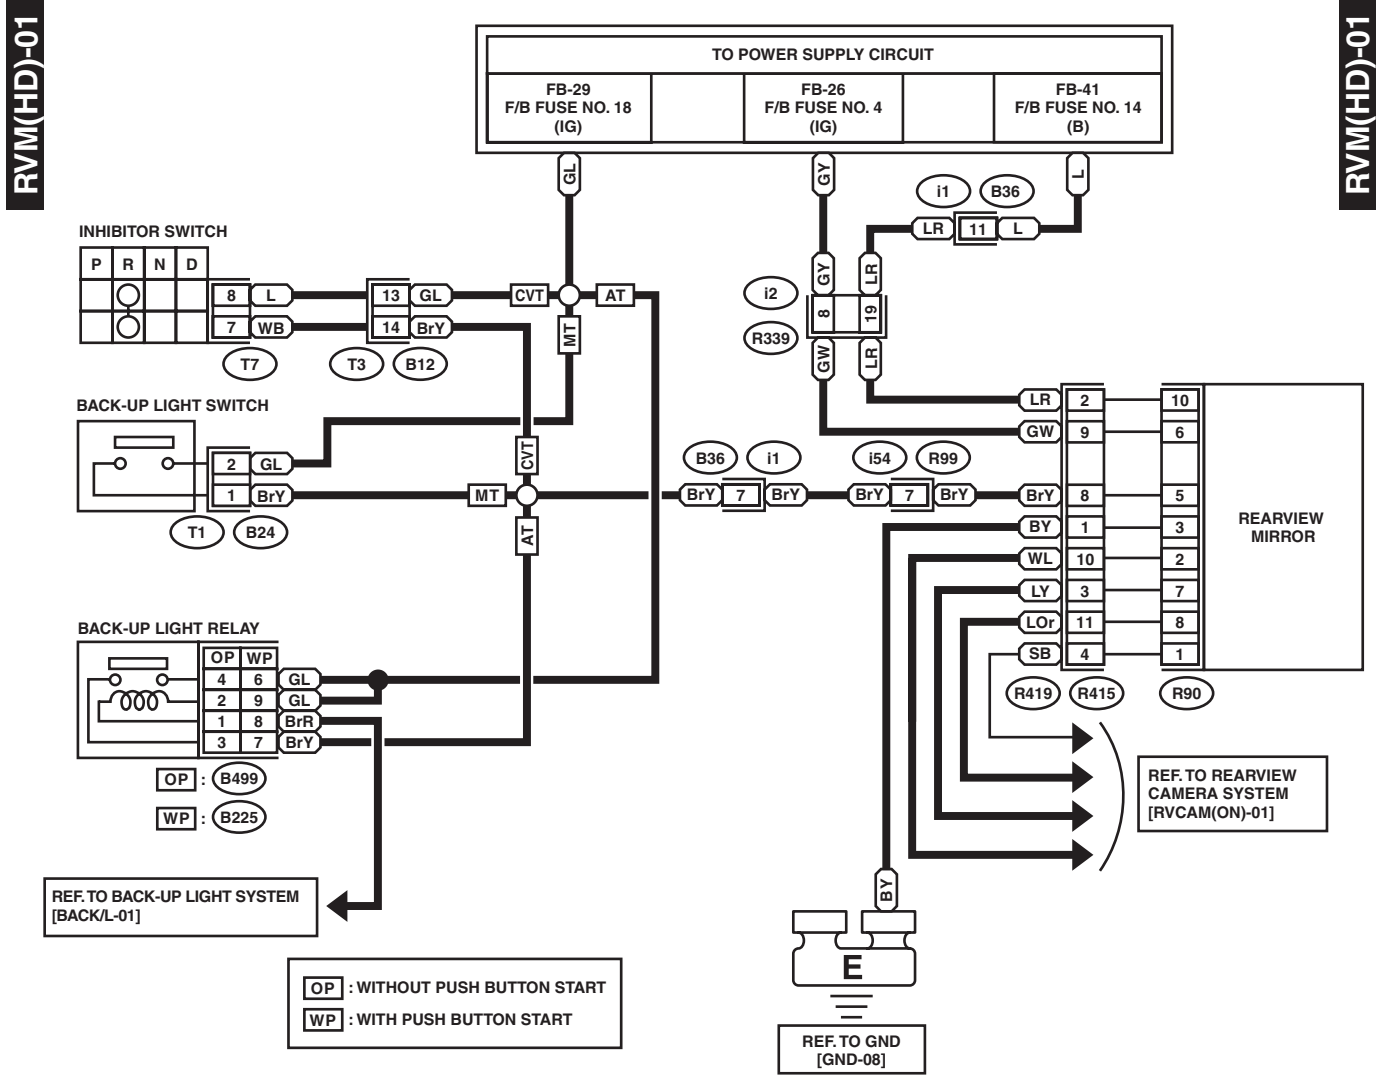 RVM(HD)-01
RVM(HD)-01
TO POWER SUPPLY CIRCUIT
FB-29
F/B FUSE NO. 18
(IG)
FB-26
F/B FUSE NO. 4
(IG)
FB-41
F/B FUSE NO. 14
(B)
GL
GY
L
i1
B36
LR
11
L
INHIBITOR SWITCH
P R N D
8 L
7 WB
13 GL
14 BrY
CVT
AT
MT
T7
T3
B12
GY
LR
i2
8
19
R339
GW
LR
BACK-UP LIGHT SWITCH
2 GL
1 BrY
T1
B24
CVT
MT
AT
B36
i1
i54
R99
BrY 7 BrY
BrY 7 BrY
LR 2 10
GW 9 6
BrY 8 5
BY 1 3
WL 10 2
LY 3 7
LOr 11 8
SB 4 1
REARVIEW
MIRROR
R419
R415
R90
BACK-UP LIGHT RELAY
OP WP
4 6 GL
2 9 GL
1 8 BrR
3 7 BrY
OP : B499
WP : B225
REF. TO REARVIEW
CAMERA SYSTEM
[RVCAM(ON)-01]
REF. TO BACK-UP LIGHT SYSTEM
[BACK/L-01]
BY
E
OP : WITHOUT PUSH BUTTON START
WP : WITH PUSH BUTTON START
REF. TO GND
[GND-08]